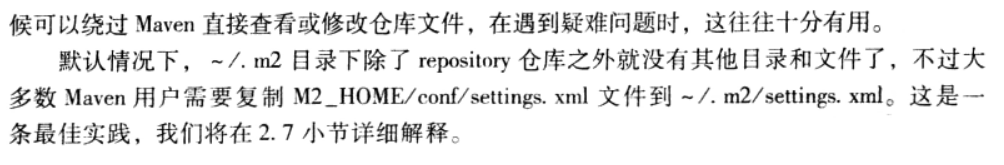 候可以绕过 Maven 直接查看或修改仓库文件，在遇到疑难问题时，这往往十分有用。
默认情况下，~/. m2 目录下除了 repository 仓库之外就没有其他目录和文件了，不过大
多数 Maven 用户需要复制 M2_HOME/conf/settings. xml 文件到 ~/. m2/settings. xml。这是一
条最佳实践，我们将在 2.7 小节详细解释。